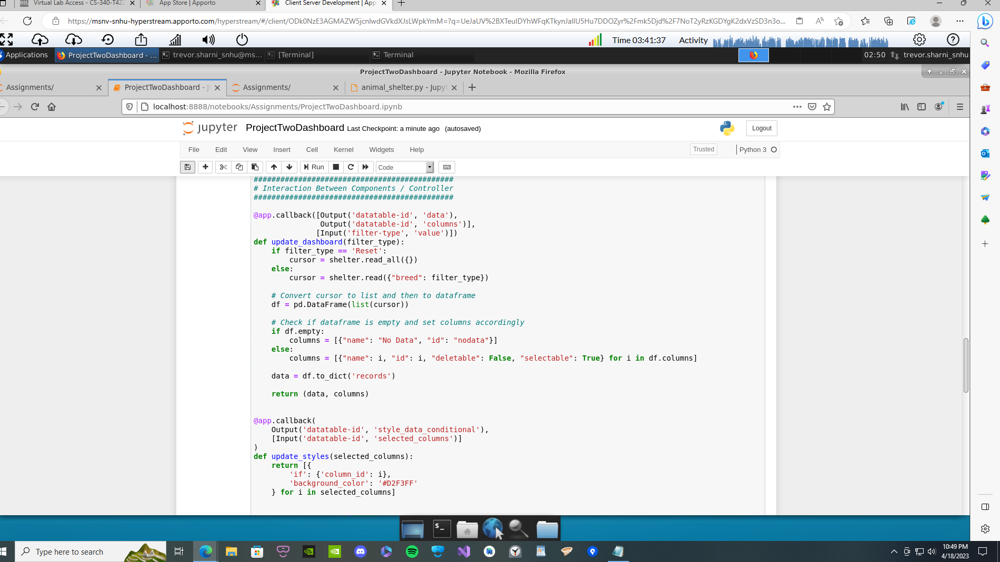 Virtual Lab Access - CS-340-T422
App Store | Apporto
Client Server Development | App
https://msnv-snhu-hyperstream.apporto.com/hyperstream/#/client/
Time 03:41:37 Activity
Applications
ProjectTwoDashboard - ...
trevor.sharni_snhu@ms...
[Terminal]
Terminal
02:50
trevor.sharni_snhu
ProjectTwoDashboard - Jupyter Notebook - Mozilla Firefox
Assignments/
ProjectTwoDashboard - J
Assignments/
animal_shelter.py - Jupyt
localhost:8888/notebooks/Assignments/ProjectTwoDashboard.ipynb
jupyter ProjectTwoDashboard Last Checkpoint: a minute ago (autosaved)
Logout
File Edit View Insert Cell Kernel Widgets Help
Trusted
Python 3
Run
Code
#############################################
# Interaction Between Components / Controller
#############################################
@app.callback([Output('datatable-id', 'data'),
               Output('datatable-id', 'columns')],
              [Input('filter-type', 'value')])
def update_dashboard(filter_type):
    if filter_type == 'Reset':
        cursor = shelter.read_all({})
    else:
        cursor = shelter.read({"breed": filter_type})
    # Convert cursor to list and then to dataframe
    df = pd.DataFrame(list(cursor))
    # Check if dataframe is empty and set columns accordingly
    if df.empty:
        columns = [{"name": "No Data", "id": "nodata"}]
    else:
        columns = [{"name": i, "id": i, "deletable": False, "selectable": True} for i in df.columns]
    data = df.to_dict('records')
    return (data, columns)
@app.callback(
    Output('datatable-id', 'style_data_conditional'),
    [Input('datatable-id', 'selected_columns')]
)
def update_styles(selected_columns):
    return [{
        'if': {'column_id': i},
        'background_color': '#D2F3FF'
    } for i in selected_columns]
Type here to search
10:49 PM
4/18/2023